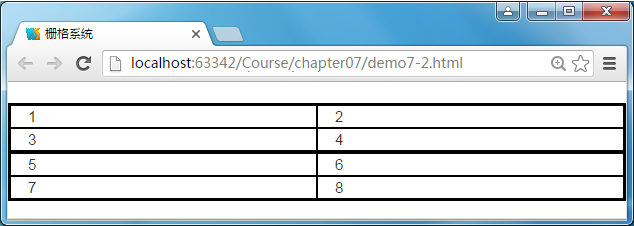 栅格系统
localhost:63342/Course/chapter07/demo7-2.html
1 2
3 4
5 6
7 8